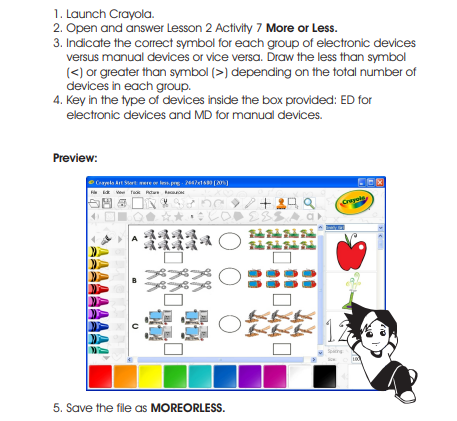 1. Launch Crayola.
2. Open and answer Lesson 2 Activity 7 More or Less.
3. Indicate the correct symbol for each group of electronic devices
versus manual devices or vice versa. Draw the less than symbol
(<) or greater than symbol (>) depending on the total number of
devices in each group.
4. Key in the type of devices inside the box provided: ED for
electronic devices and MD for manual devices.
Preview:
Crayola Art Start: more or less.png - 2447x1680 [20%]
File Edit View Tools Picture Resources
Crayola
A
B
C
Spacing
Size:
5. Save the file as MOREORLESS.